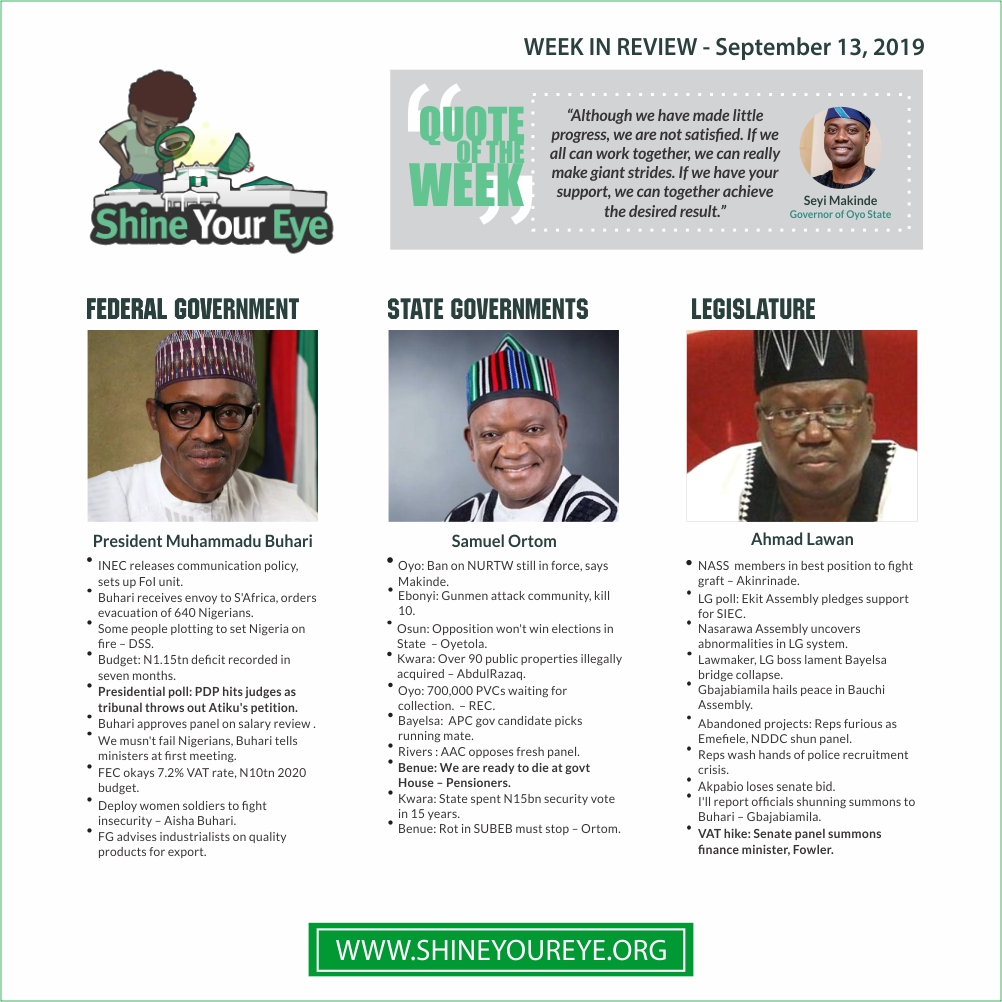 WEEK IN REVIEW - September 13, 2019
Shine Your Eye
QUOTE
OF THE
WEEK
“Although we have made little
progress, we are not satisfied. If we
all can work together, we can really
make giant strides. If we have your
support, we can together achieve
the desired result.”
Seyi Makinde
Governor of Oyo State
FEDERAL GOVERNMENT
President Muhammadu Buhari
• INEC releases communication policy,
sets up FoI unit.
• Buhari receives envoy to S'Africa, orders
evacuation of 640 Nigerians.
• Some people plotting to set Nigeria on
fire – DSS.
• Budget: N1.15tn deficit recorded in
seven months.
• Presidential poll: PDP hits judges as
tribunal throws out Atiku's petition.
• Buhari approves panel on salary review .
• We musn't fail Nigerians, Buhari tells
ministers at first meeting.
• FEC okays 7.2% VAT rate, N10tn 2020
budget.
• Deploy women soldiers to fight
insecurity – Aisha Buhari.
• FG advises industrialists on quality
products for export.
STATE GOVERNMENTS
Samuel Ortom
• Oyo: Ban on NURTW still in force, says
Makinde.
• Ebonyi: Gunmen attack community, kill
10.
• Osun: Opposition won't win elections in
State – Oyetola.
• Kwara: Over 90 public properties illegally
acquired – AbdulRazaq.
• Oyo: 700,000 PVCs waiting for
collection. – REC.
• Bayelsa: APC gov candidate picks
running mate.
• Rivers : AAC opposes fresh panel.
• Benue: We are ready to die at govt
House – Pensioners.
• Kwara: State spent N15bn security vote
in 15 years.
• Benue: Rot in SUBEB must stop – Ortom.
LEGISLATURE
Ahmad Lawan
• NASS members in best position to fight
graft – Akinrinade.
• LG poll: Ekit Assembly pledges support
for SIEC.
• Nasarawa Assembly uncovers
abnormalities in LG system.
• Lawmaker, LG boss lament Bayelsa
bridge collapse.
• Gbajabiamila hails peace in Bauchi
Assembly.
• Abandoned projects: Reps furious as
Emefiele, NDDC shun panel.
• Reps wash hands of police recruitment
crisis.
• Akpabio loses senate bid.
• I'll report officials shunning summons to
Buhari – Gbajabiamila.
• VAT hike: Senate panel summons
finance minister, Fowler.
WWW.SHINEYOUREYE.ORG